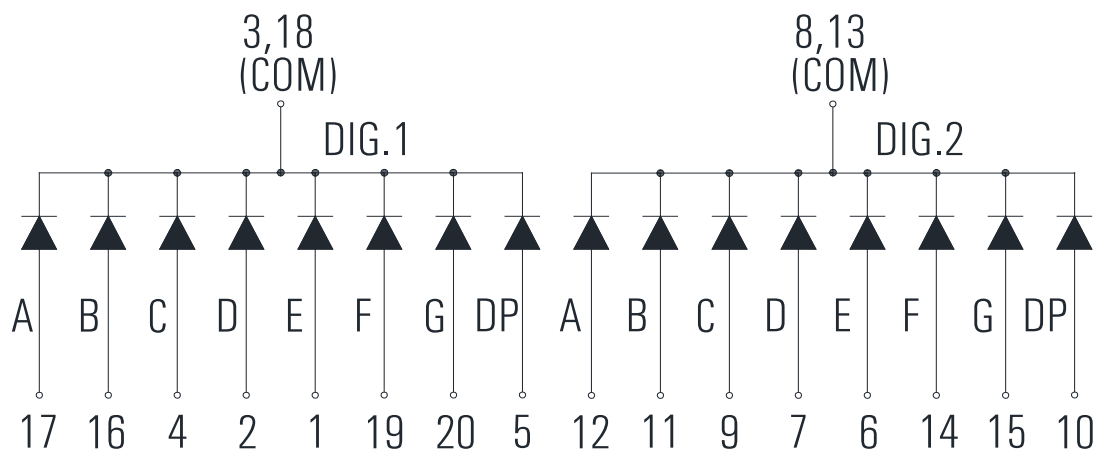 3,18 8,13
(COM) (COM)
DIG.1 DIG.2
A B C D E F G DP A B C D E F G DP
17 16 4 2 1 19 20 5 12 11 9 7 6 14 15 10